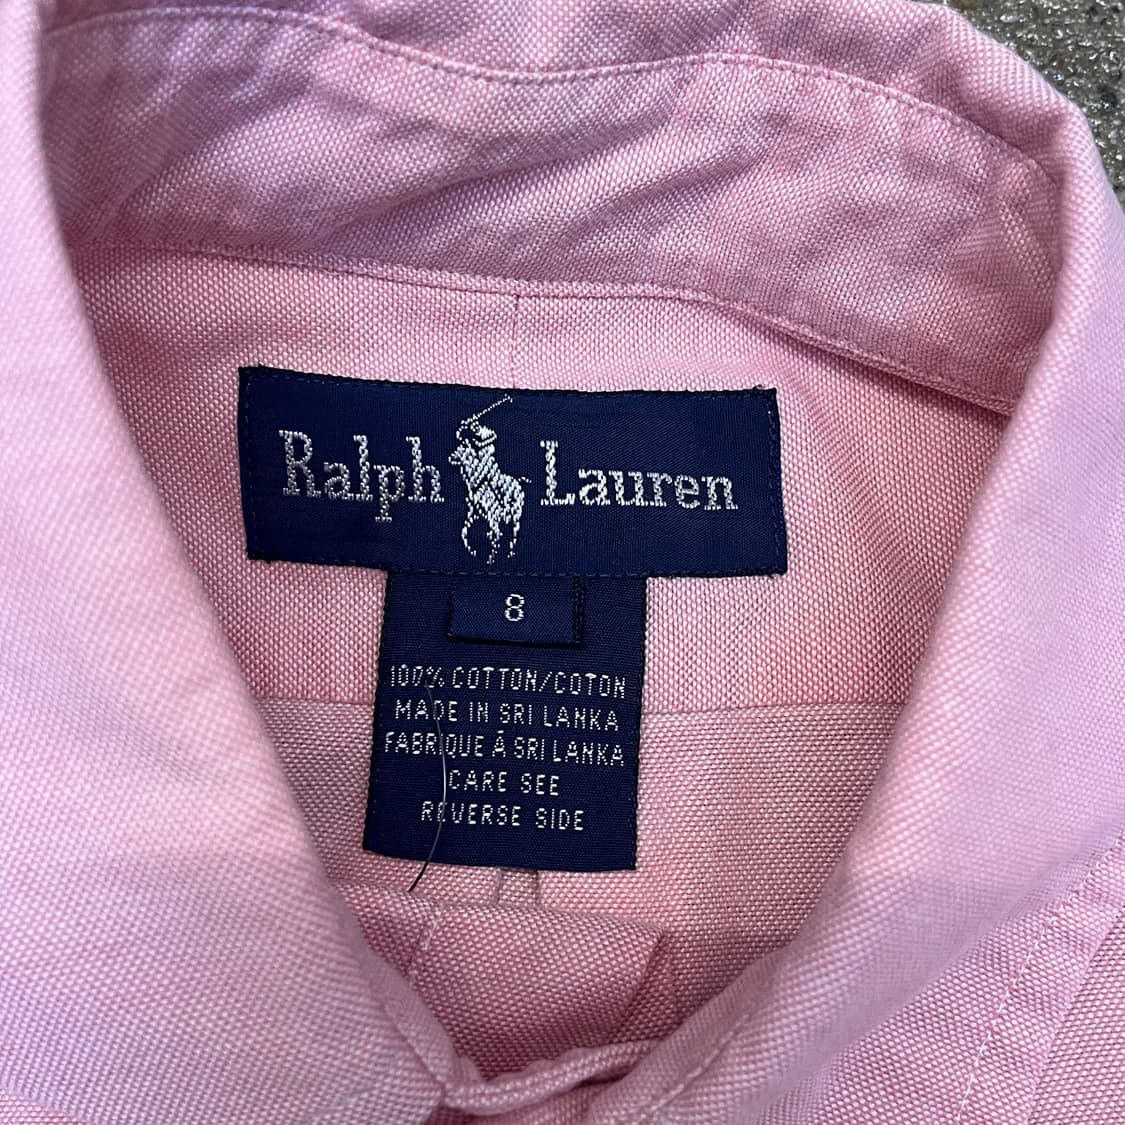 Ralph Lauren
8
100% COTTON/COTON
MADE IN SRI LANKA
FABRIQUE Á SRI LANKA
CARE SEE
REVERSE SIDE